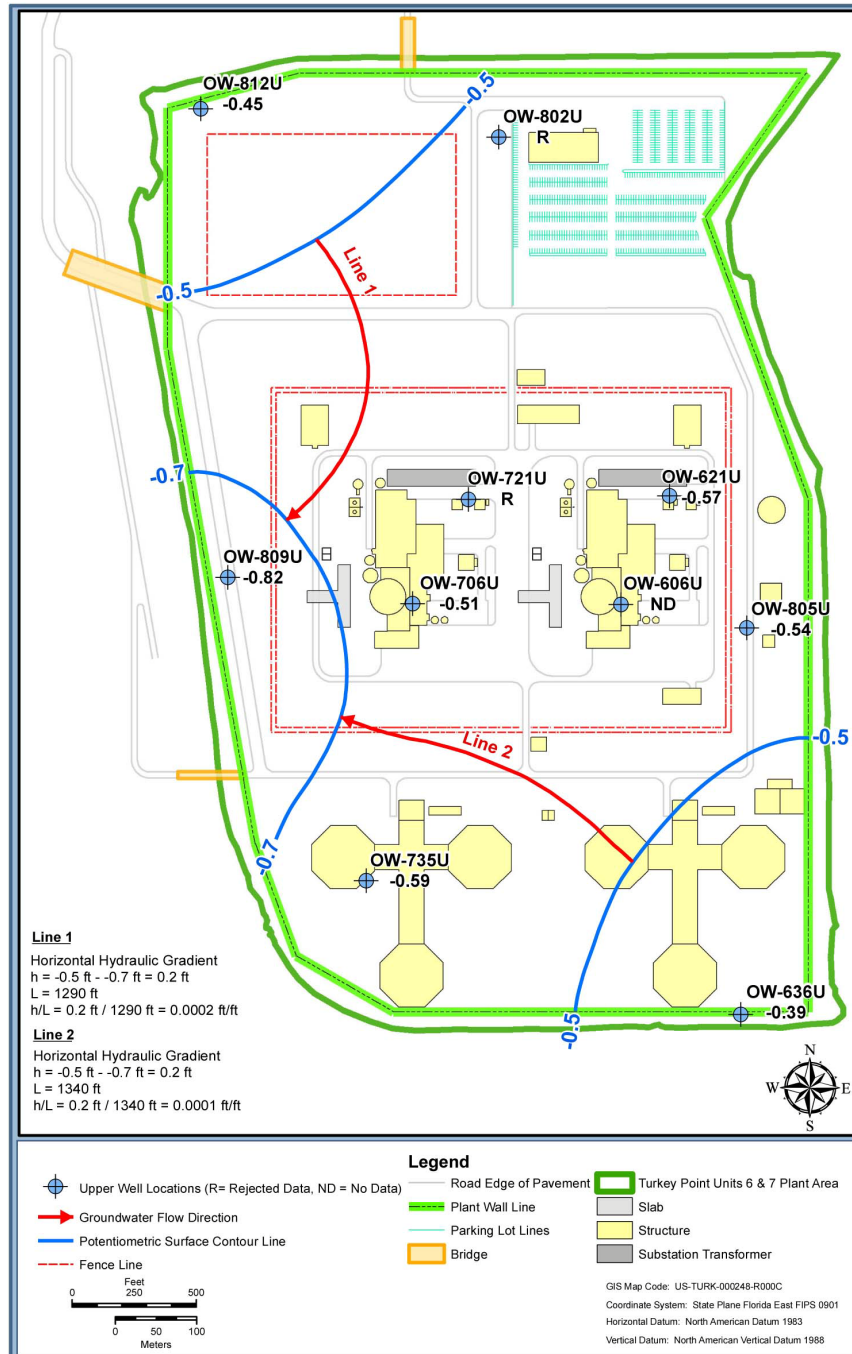 OW-812U
-0.45
-0.5
OW-802U
R
Line 1
-0.5
-0.7
OW-721U
R
OW-621U
-0.57
OW-809U
-0.82
OW-706U
-0.51
OW-606U
ND
OW-805U
-0.54
Line 2
-0.5
-0.7
OW-735U
-0.59
-0.5
OW-636U
-0.39
Line 1
Horizontal Hydraulic Gradient
h = -0.5 ft - -0.7 ft = 0.2 ft
L = 1290 ft
h/L = 0.2 ft / 1290 ft = 0.0002 ft/ft
Line 2
Horizontal Hydraulic Gradient
h = -0.5 ft - -0.7 ft = 0.2 ft
L = 1340 ft
h/L = 0.2 ft / 1340 ft = 0.0001 ft/ft
N
W E
S
Legend
Upper Well Locations (R= Rejected Data, ND = No Data)
Groundwater Flow Direction
Potentiometric Surface Contour Line
Fence Line
Road Edge of Pavement
Plant Wall Line
Parking Lot Lines
Bridge
Turkey Point Units 6 & 7 Plant Area
Slab
Structure
Substation Transformer
Feet
0 250 500
0 50 100
Meters
GIS Map Code: US-TURK-000248-R000C
Coordinate System: State Plane Florida East FIPS 0901
Horizontal Datum: North American Datum 1983
Vertical Datum: North American Vertical Datum 1988